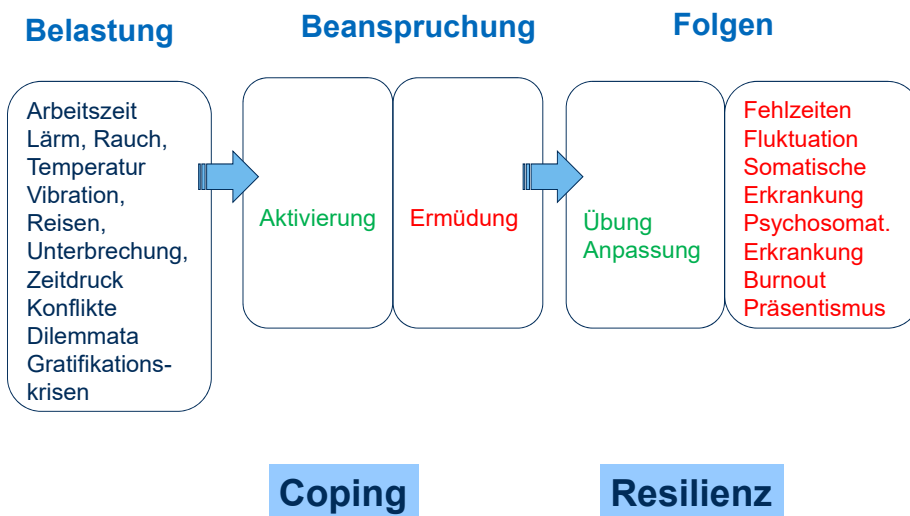 Belastung
Beanspruchung
Folgen
Arbeitszeit
Lärm, Rauch,
Temperatur
Vibration,
Reisen,
Unterbrechung,
Zeitdruck
Konflikte
Dilemmata
Gratifikations-
krisen
Aktivierung
Ermüdung
Übung
Anpassung
Fehlzeiten
Fluktuation
Somatische
Erkrankung
Psychosomat.
Erkrankung
Burnout
Präsentismus
Coping
Resilienz